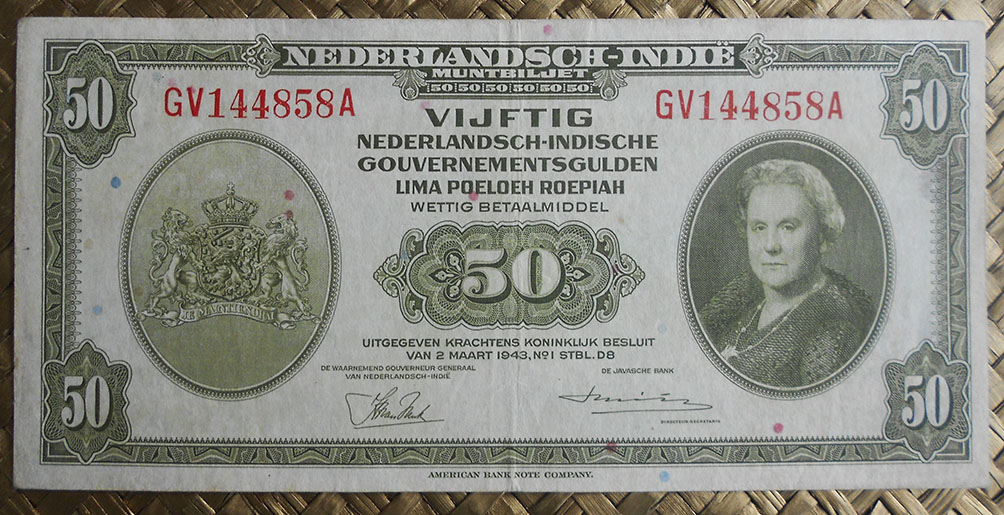 NEDERLANDSCH-INDIË
MUNTBILJET
50 50 50 50 50 50
50
50
GV144858A
GV144858A
VIJFTIG
NEDERLANDSCH-INDISCHE
GOUVERNEMENTSGULDEN
LIMA POELOEH ROEPIAH
WETTIG BETAALMIDDEL
50
JE MAINTIENDRAI
UITGEGEVEN KRACHTENS KONINKLIJK BESLUIT
VAN 2 MAART 1943, No 1 STBL. D8
DE WAARNEMEND GOUVERNEUR GENERAAL
VAN NEDERLANDSCH-INDIË
DE JAVASCHE BANK
DIRECTEUR-SECRETARIS
50
50
AMERICAN BANK NOTE COMPANY.